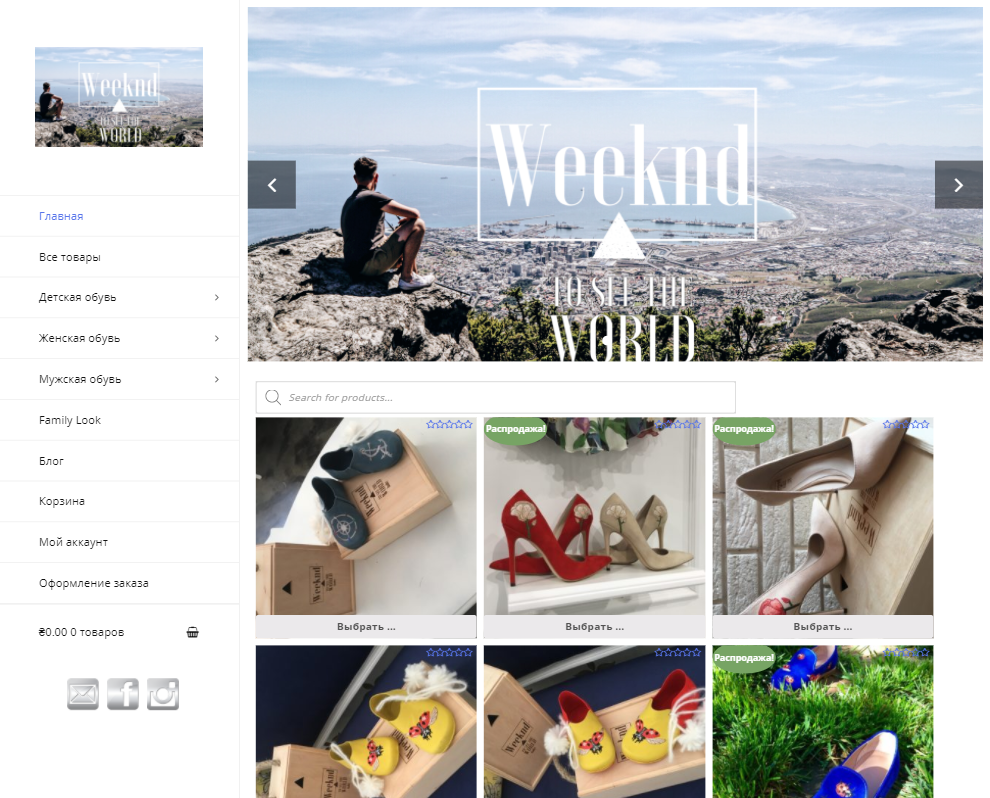 Weeknd
TO SEE THE
WORLD
Главная
Все товары
Детская обувь
Женская обувь
Мужская обувь
Family Look
Блог
Корзина
Мой аккаунт
Оформление заказа
₴0.00 0 товаров
Weeknd
TO SEE THE
WORLD
Search for products...
Распродажа!
Распродажа!
Weeknd
Выбрать ...
Выбрать ...
Выбрать ...
Распродажа!
Weeknd
Weeknd